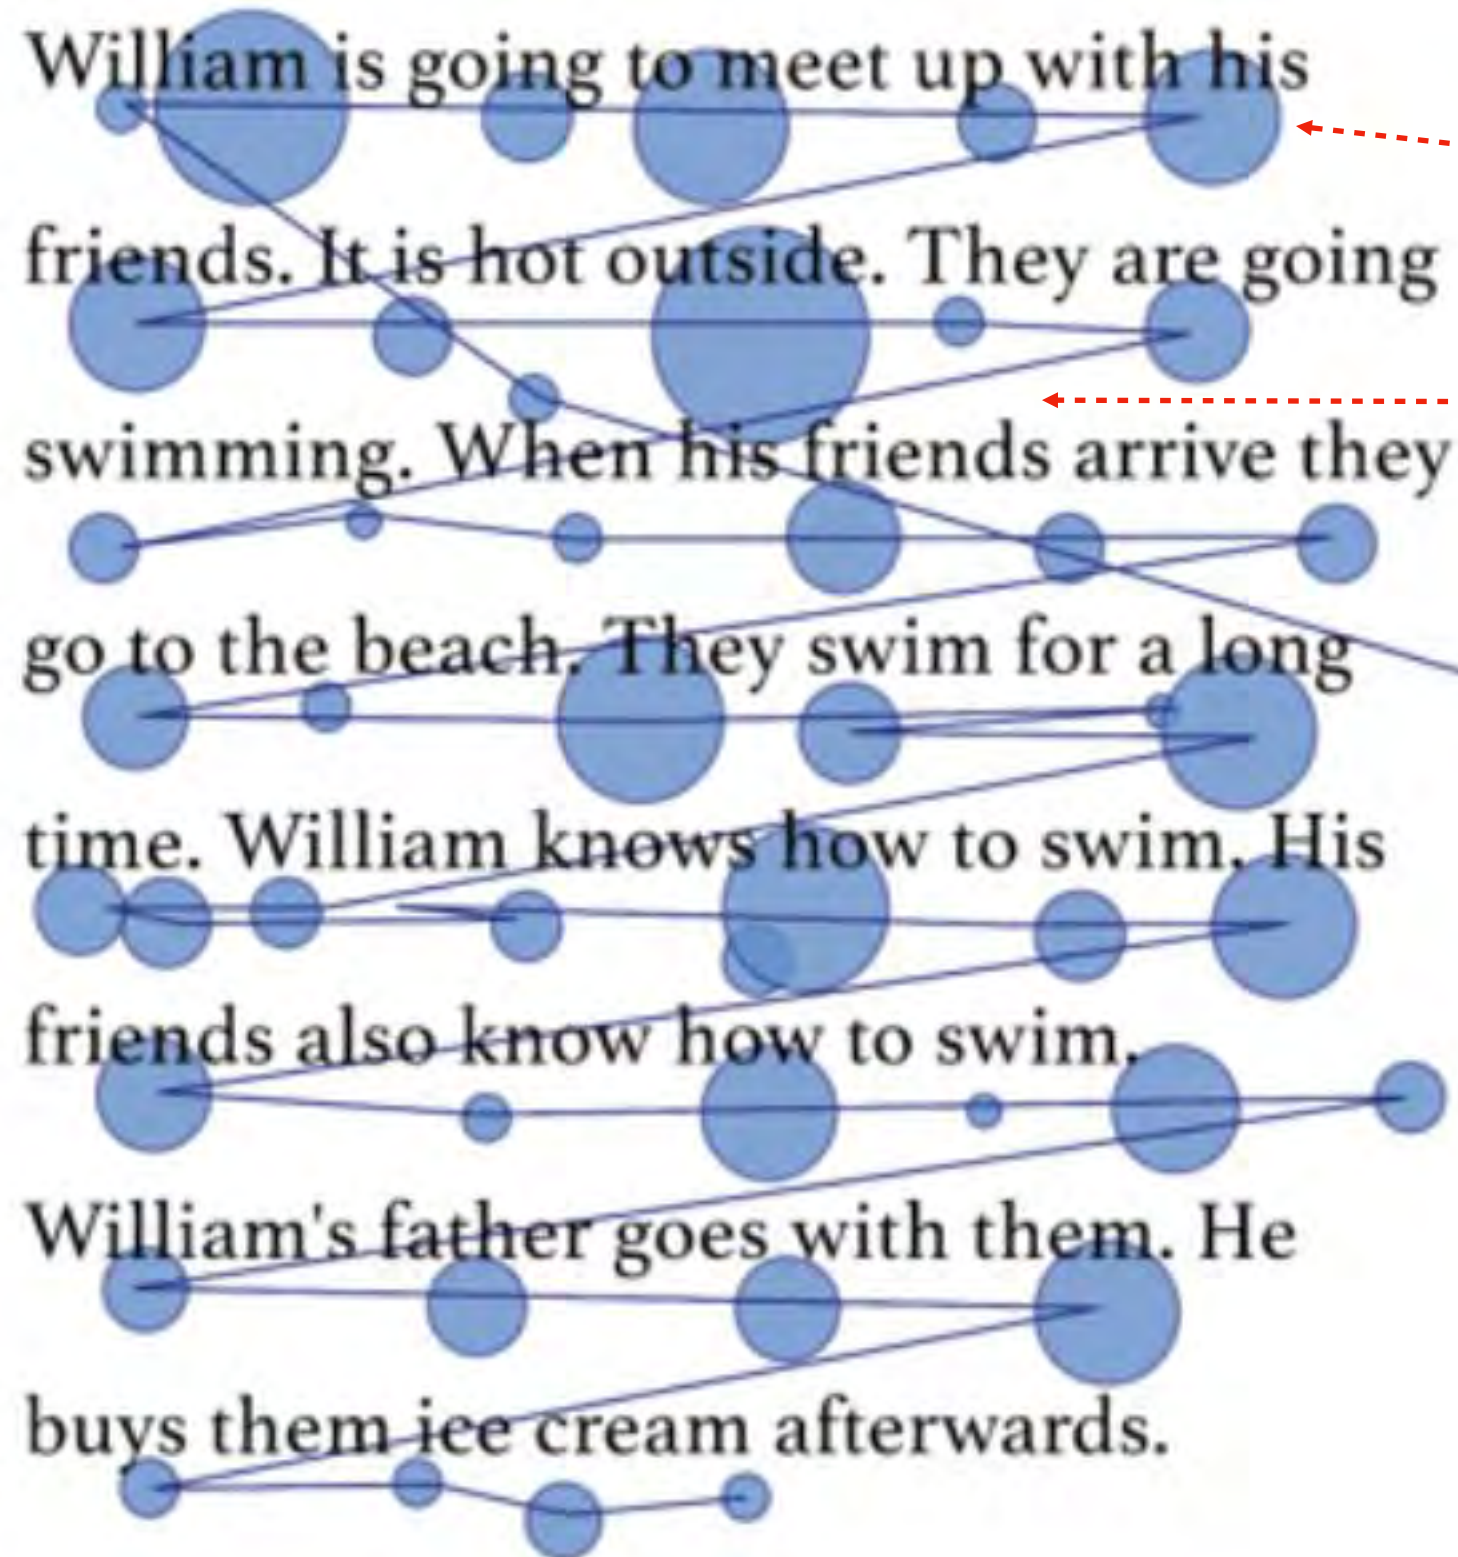 William is going to meet up with his
friends. It is hot outside. They are going
swimming. When his friends arrive they
go to the beach. They swim for a long
time. William knows how to swim. His
friends also know how to swim.
William's father goes with them. He
buys them ice cream afterwards.